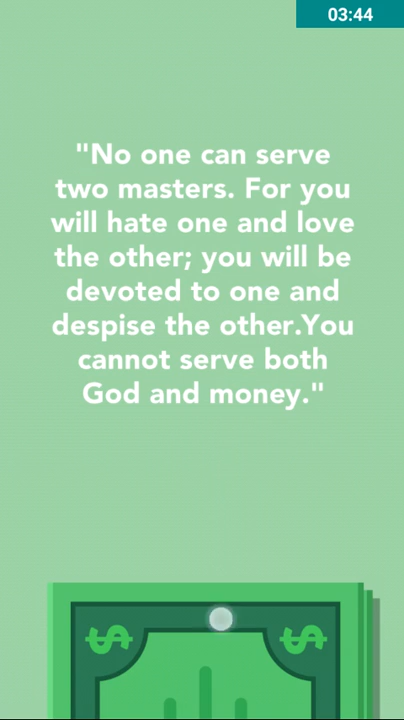 03:44
"No one can serve
two masters. For you
will hate one and love
the other; you will be
devoted to one and
despise the other.You
cannot serve both
God and money."
$ $